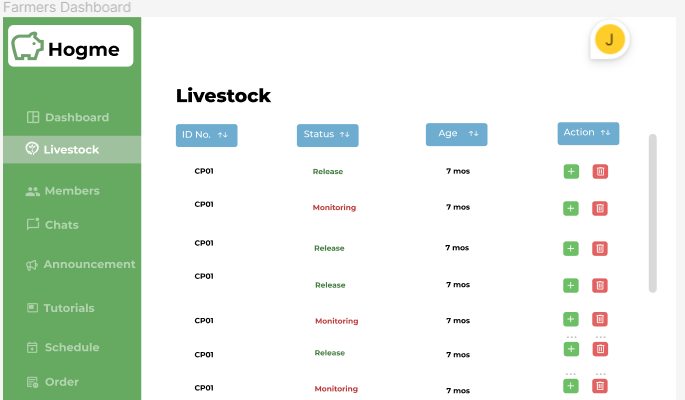 Farmers Dashboard
Hogme
J
Livestock
ID No. ↑↓ Status ↑↓ Age ↑↓ Action ↑↓
Dashboard
Livestock
Members
Chats
Announcement
Tutorials
Schedule
Order
CP01 Release 7 mos
CP01 Monitoring 7 mos
CP01 Release 7 mos
CP01 Release 7 mos
CP01 Monitoring 7 mos
CP01 Release 7 mos
CP01 Monitoring 7 mos